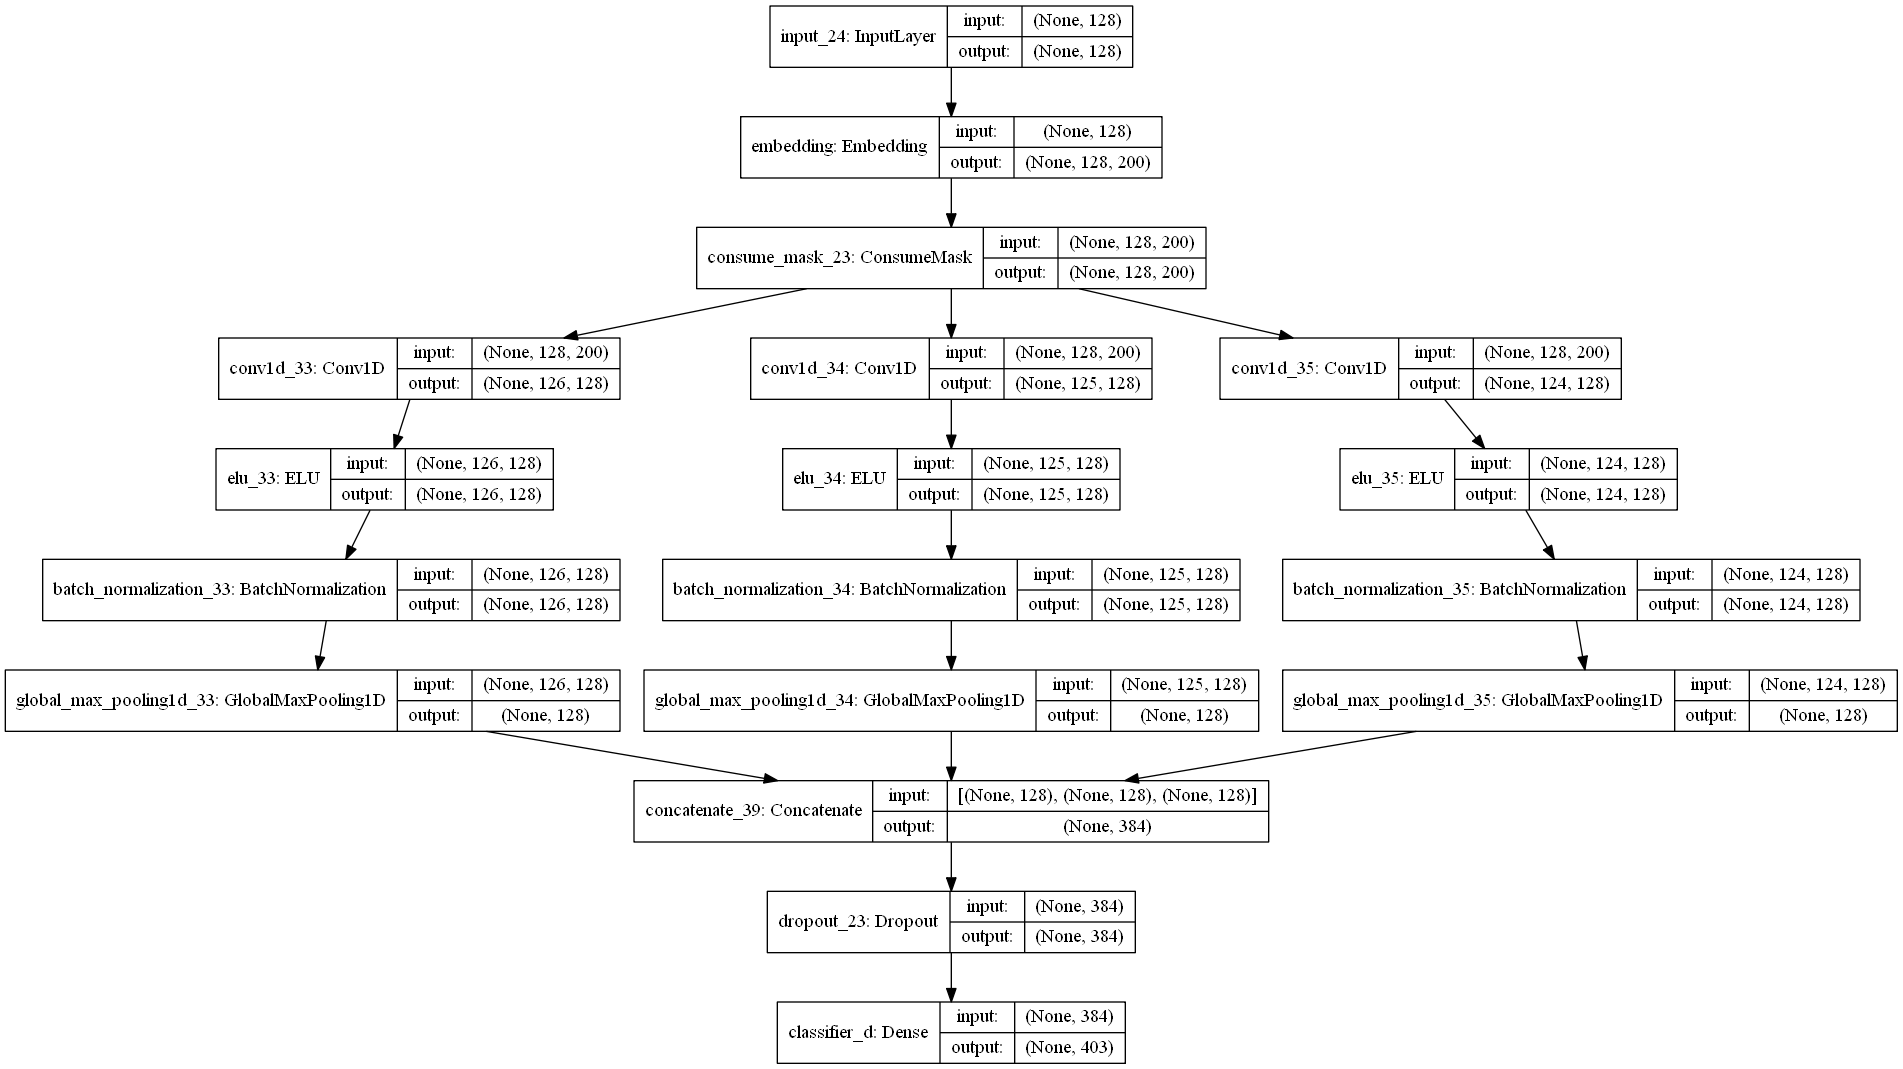 input_24: InputLayer
input: (None, 128)
output: (None, 128)
embedding: Embedding
input: (None, 128)
output: (None, 128, 200)
consume_mask_23: ConsumeMask
input: (None, 128, 200)
output: (None, 128, 200)
conv1d_33: Conv1D
input: (None, 128, 200)
output: (None, 126, 128)
conv1d_34: Conv1D
input: (None, 128, 200)
output: (None, 125, 128)
conv1d_35: Conv1D
input: (None, 128, 200)
output: (None, 124, 128)
elu_33: ELU
input: (None, 126, 128)
output: (None, 126, 128)
elu_34: ELU
input: (None, 125, 128)
output: (None, 125, 128)
elu_35: ELU
input: (None, 124, 128)
output: (None, 124, 128)
batch_normalization_33: BatchNormalization
input: (None, 126, 128)
output: (None, 126, 128)
batch_normalization_34: BatchNormalization
input: (None, 125, 128)
output: (None, 125, 128)
batch_normalization_35: BatchNormalization
input: (None, 124, 128)
output: (None, 124, 128)
global_max_pooling1d_33: GlobalMaxPooling1D
input: (None, 126, 128)
output: (None, 128)
global_max_pooling1d_34: GlobalMaxPooling1D
input: (None, 125, 128)
output: (None, 128)
global_max_pooling1d_35: GlobalMaxPooling1D
input: (None, 124, 128)
output: (None, 128)
concatenate_39: Concatenate
input: [(None, 128), (None, 128), (None, 128)]
output: (None, 384)
dropout_23: Dropout
input: (None, 384)
output: (None, 384)
classifier_d: Dense
input: (None, 384)
output: (None, 403)